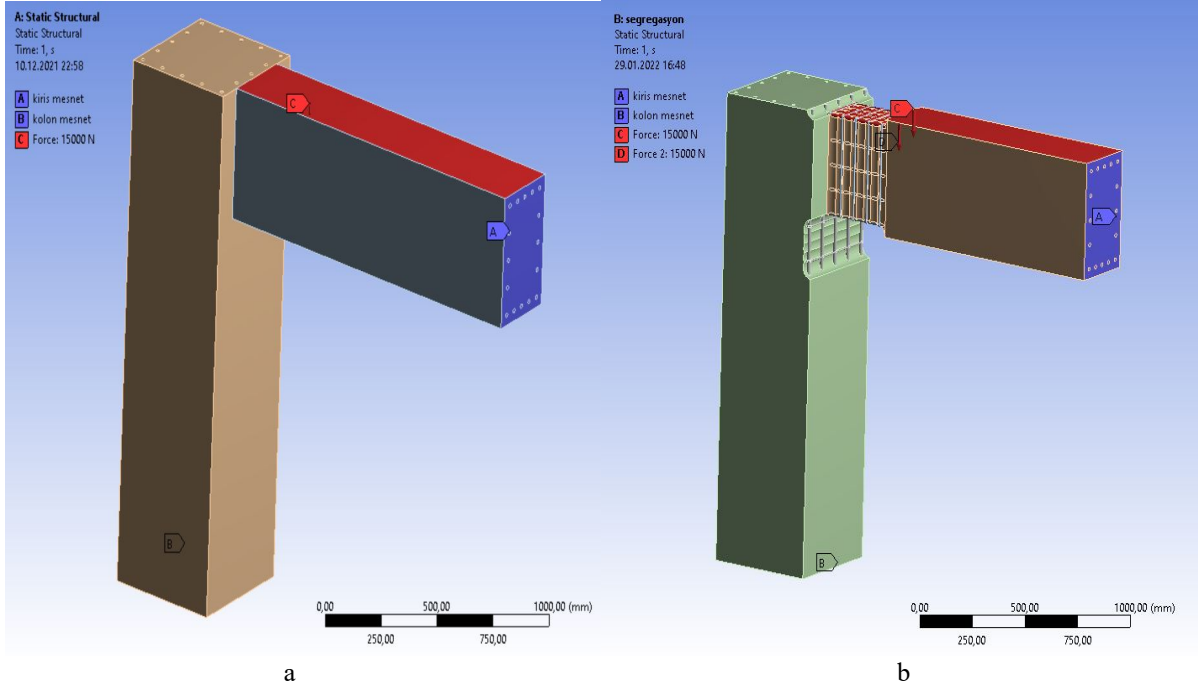 A: Static Structural
Static Structural
Time: 1, s
10.12.2021 22:58
A kiris mesnet
B kolon mesnet
C Force: 15000 N
C
A
B
0,00 500,00 1000,00 (mm)
250,00 750,00
a
B: segregasyon
Static Structural
Time: 1, s
29.01.2022 16:48
A kiris mesnet
B kolon mesnet
C Force: 15000 N
D Force 2: 15000 N
C
A
B
0,00 500,00 1000,00 (mm)
250,00 750,00
b